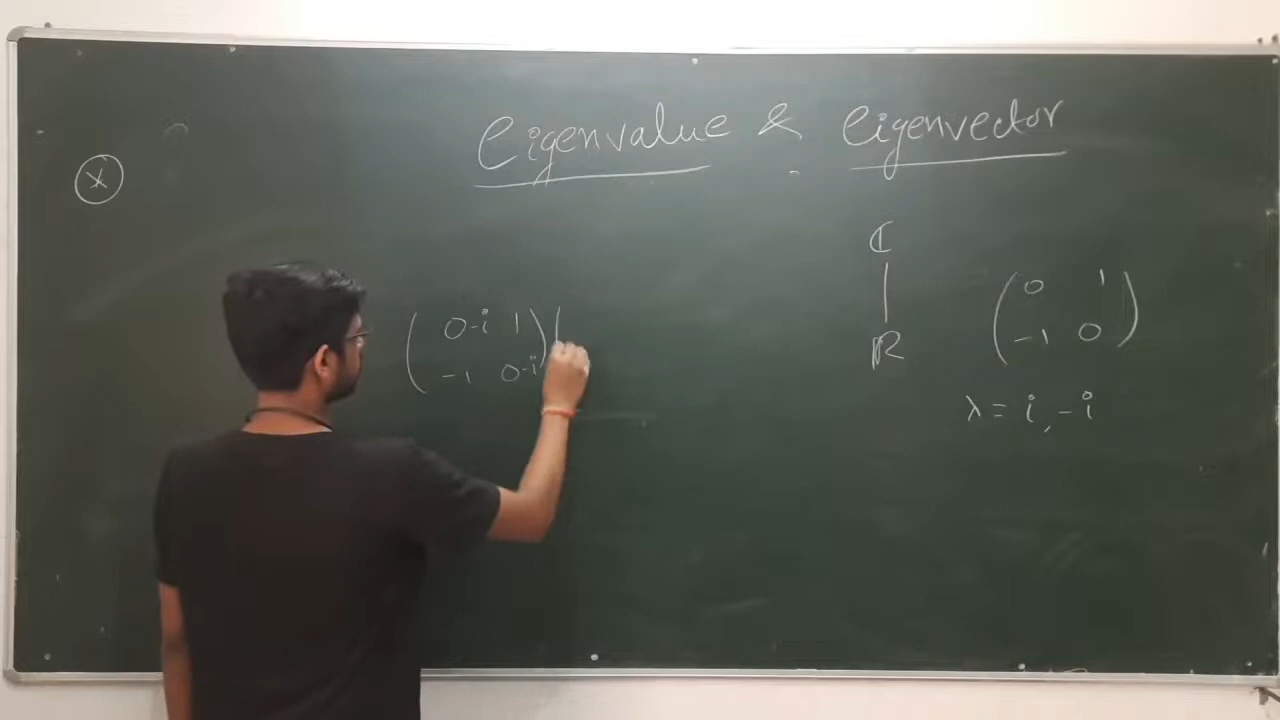 Eigenvalue & Eigenvector
*
ℂ
|
ℝ
( 0 1
-1 0 )
λ = i, -i
( 0-i 1
-1 0-i ) (